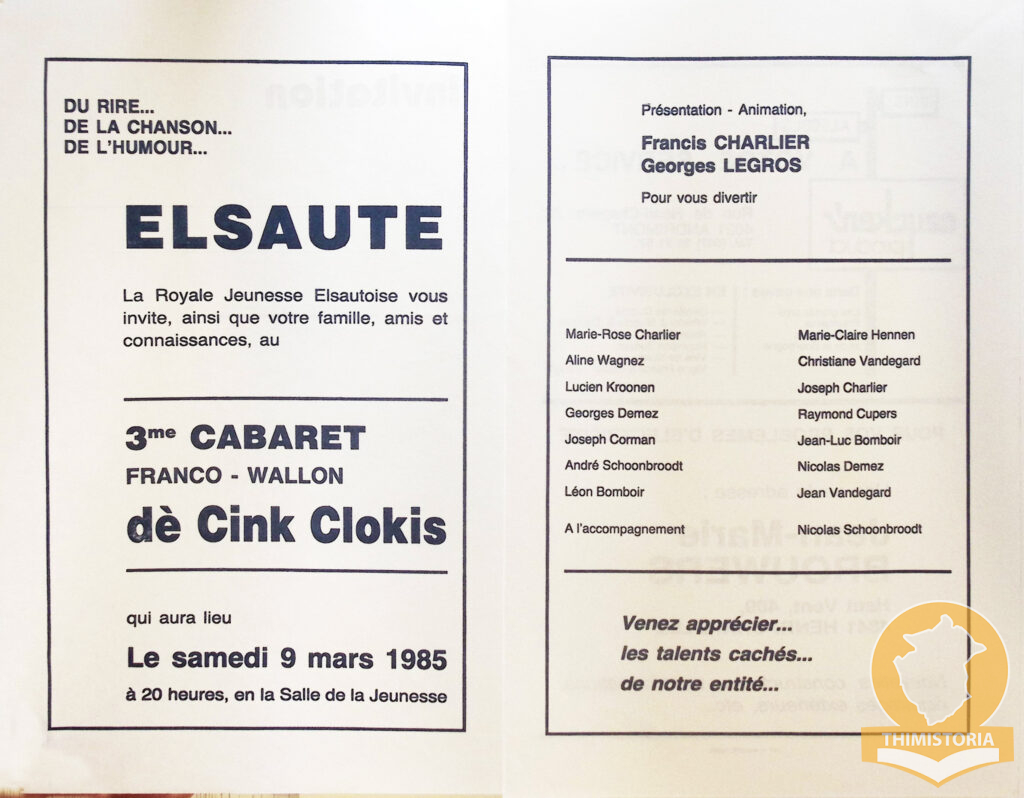 DU RIRE...
DE LA CHANSON...
DE L'HUMOUR...
ELSAUTE
La Royale Jeunesse Elsautoise vous
invite, ainsi que votre famille, amis et
connaissances, au
3me CABARET
FRANCO - WALLON
dè Cink Clokis
qui aura lieu
Le samedi 9 mars 1985
à 20 heures, en la Salle de la Jeunesse
Présentation - Animation,
Francis CHARLIER
Georges LEGROS
Pour vous divertir
Marie-Rose Charlier Marie-Claire Hennen
Aline Wagnez Christiane Vandegard
Lucien Kroonen Joseph Charlier
Georges Demez Raymond Cupers
Joseph Corman Jean-Luc Bomboir
André Schoonbroodt Nicolas Demez
Léon Bomboir Jean Vandegard
A l'accompagnement Nicolas Schoonbroodt
Venez apprécier...
les talents cachés...
de notre entité...
THIMISTORIA